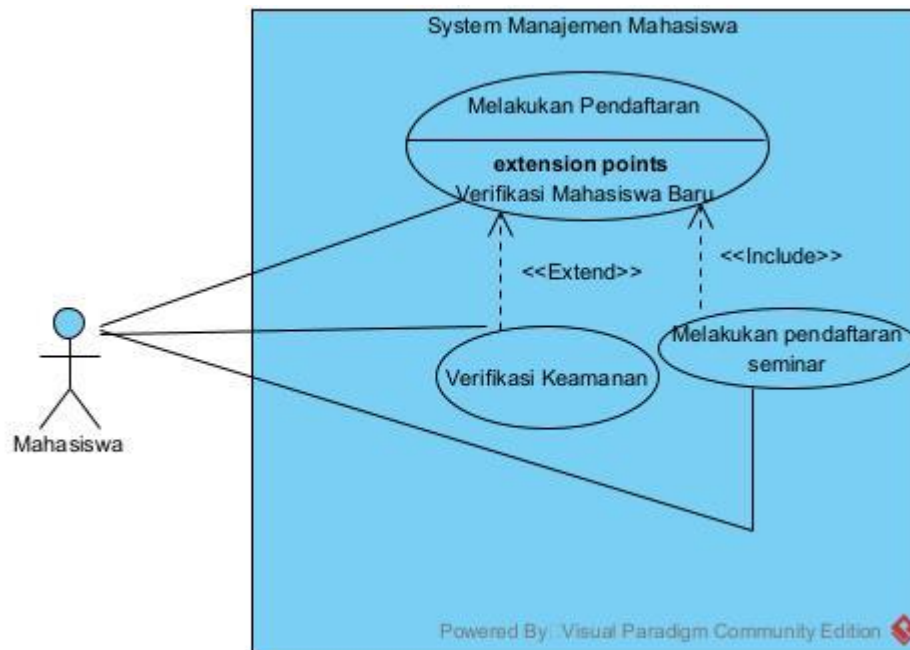 System Manajemen Mahasiswa
Melakukan Pendaftaran
extension points
Verifikasi Mahasiswa Baru
<<Extend>>
<<Include>>
Melakukan pendaftaran
seminar
Verifikasi Keamanan
Mahasiswa
Powered By Visual Paradigm Community Edition